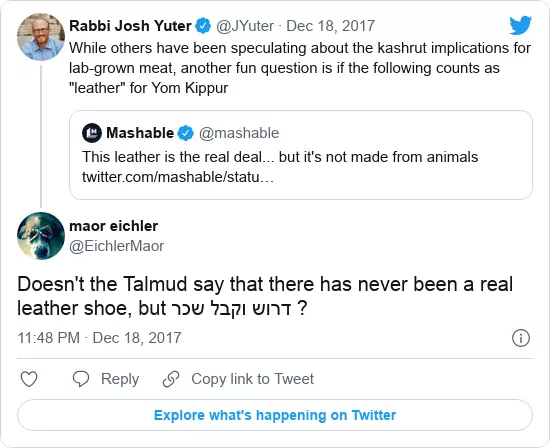 Rabbi Josh Yuter @JYuter · Dec 18, 2017
While others have been speculating about the kashrut implications for
lab-grown meat, another fun question is if the following counts as
"leather" for Yom Kippur
Mashable @mashable
This leather is the real deal... but it's not made from animals
twitter.com/mashable/statu…
maor eichler
@EichlerMaor
Doesn't the Talmud say that there has never been a real
leather shoe, but דרוש וקבל שכר ?
11:48 PM · Dec 18, 2017
Reply Copy link to Tweet
Explore what's happening on Twitter